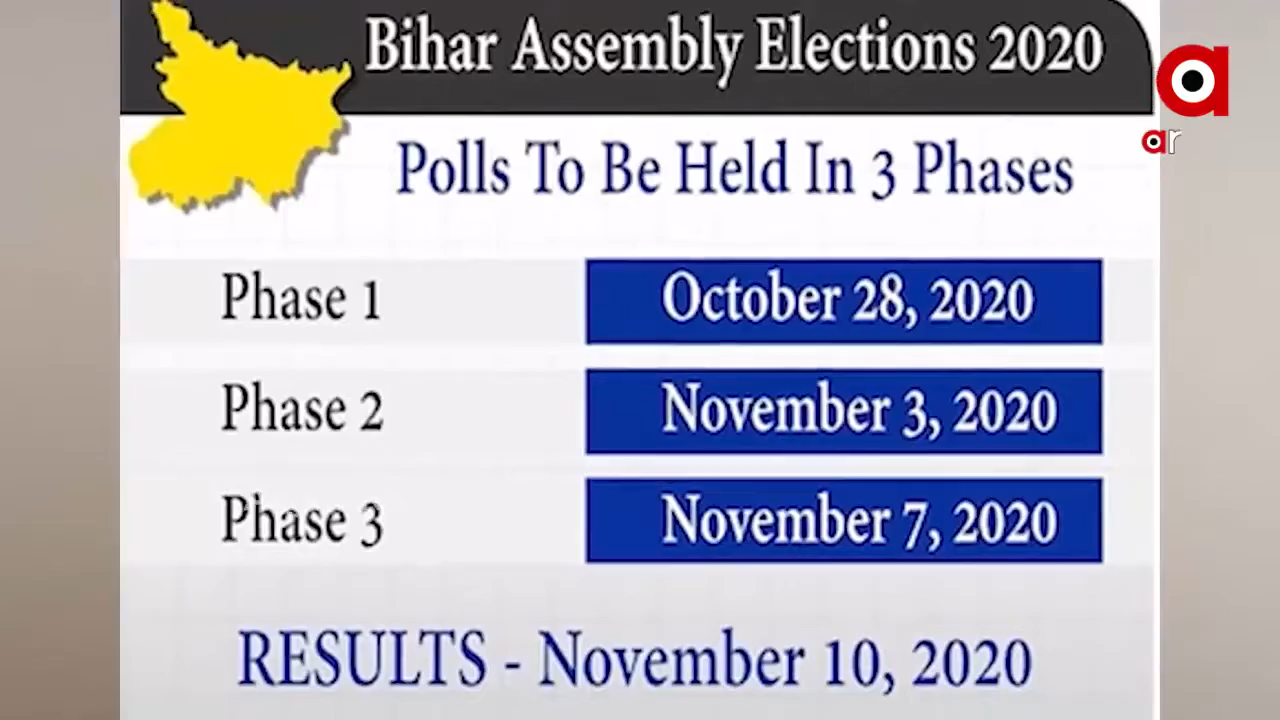 Bihar Assembly Elections 2020
a
ar
Polls To Be Held In 3 Phases
Phase 1 October 28, 2020
Phase 2 November 3, 2020
Phase 3 November 7, 2020
RESULTS - November 10, 2020